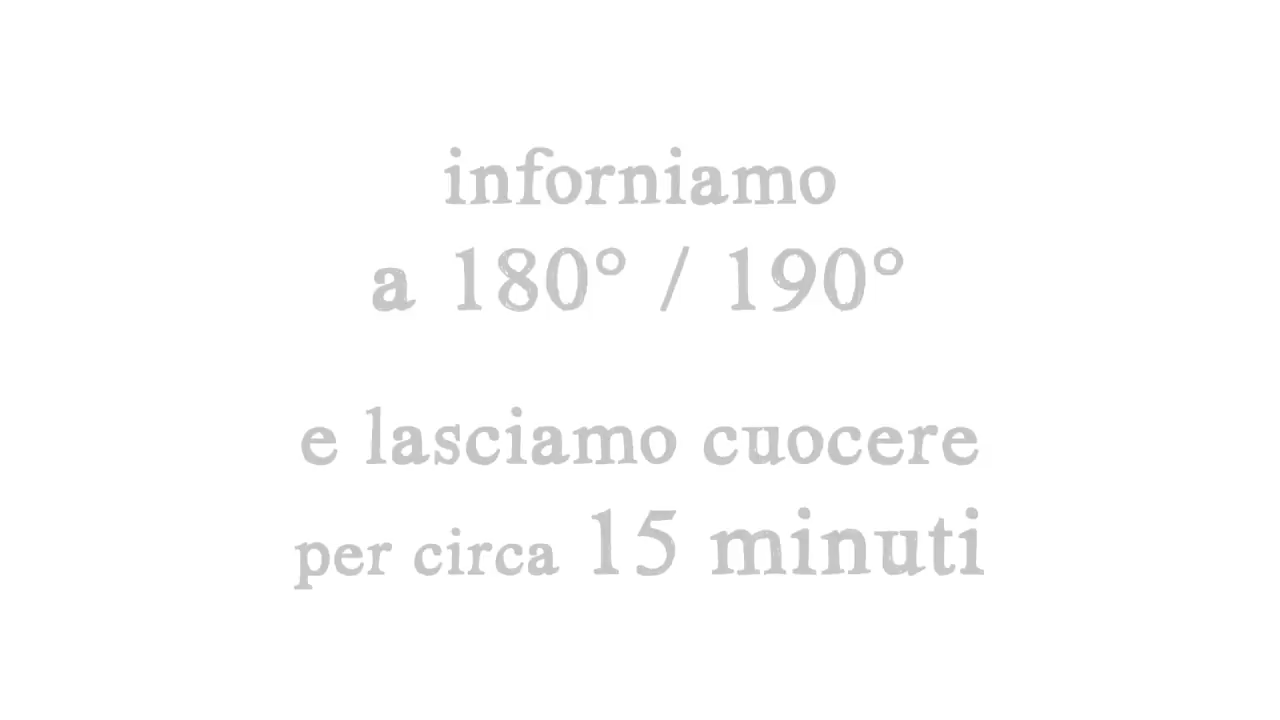 inforniamo
a 180° / 190°
e lasciamo cuocere
per circa 15 minuti